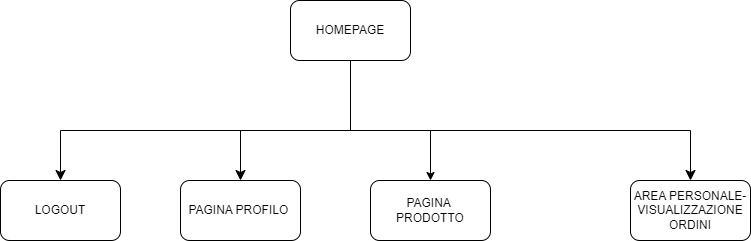 HOMEPAGE
LOGOUT
PAGINA PROFILO
PAGINA
PRODOTTO
AREA PERSONALE-
VISUALIZZAZIONE
ORDINI